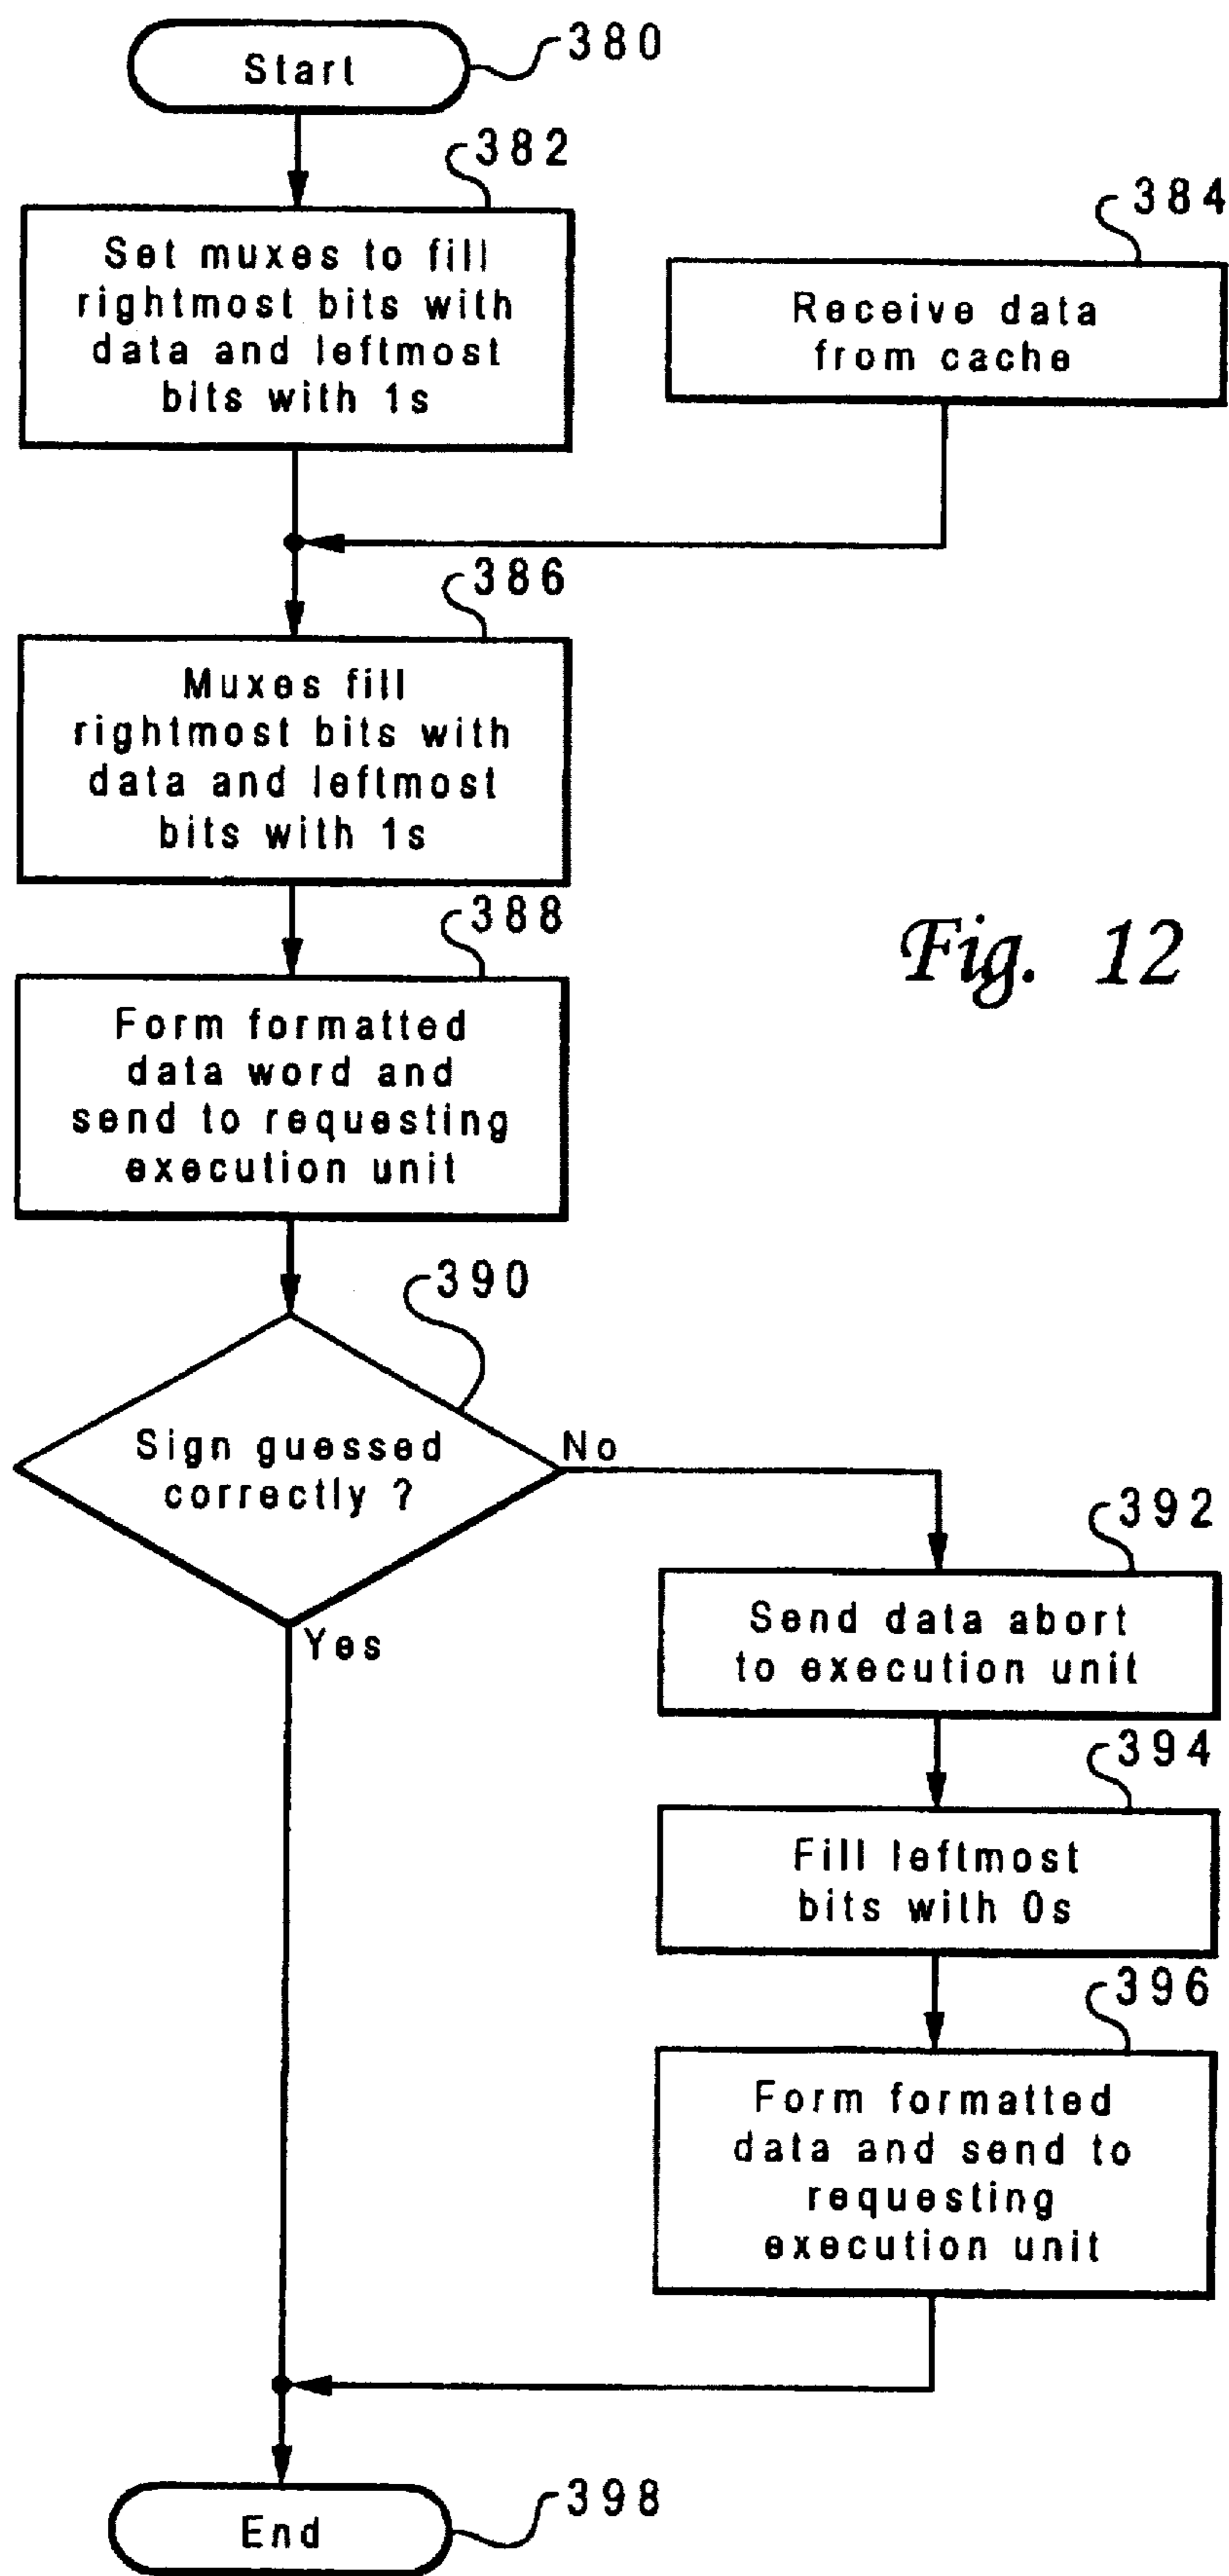 Start
380
382
Set muxes to fill
rightmost bits with
data and leftmost
bits with 1s
384
Receive data
from cache
386
Muxes fill
rightmost bits with
data and leftmost
bits with 1s
388
Form formatted
data word and
send to requesting
execution unit
Fig. 12
390
Sign guessed
correctly ?
No
Yes
392
Send data abort
to execution unit
394
Fill leftmost
bits with 0s
396
Form formatted
data and send to
requesting
execution unit
End
398